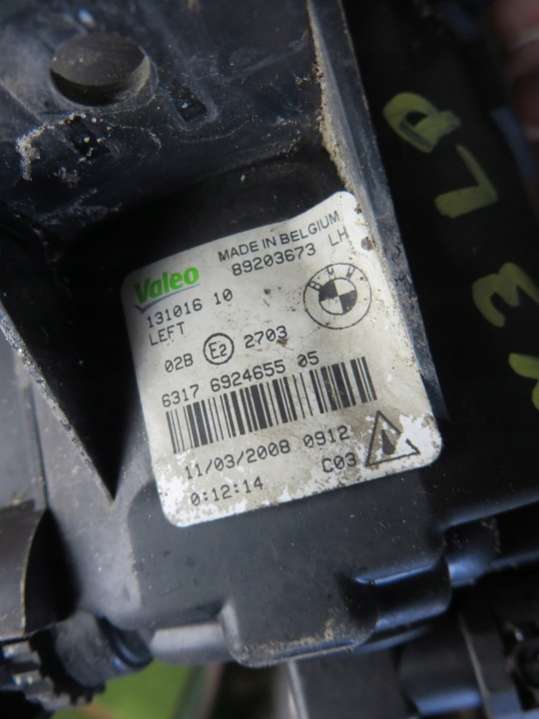 MADE IN BELGIUM
Valeo 89203673 LH
131016 10
LEFT
BMW
02B E2 2703
6317 6924655 05
11/03/2008 0912
0:12:14 C03